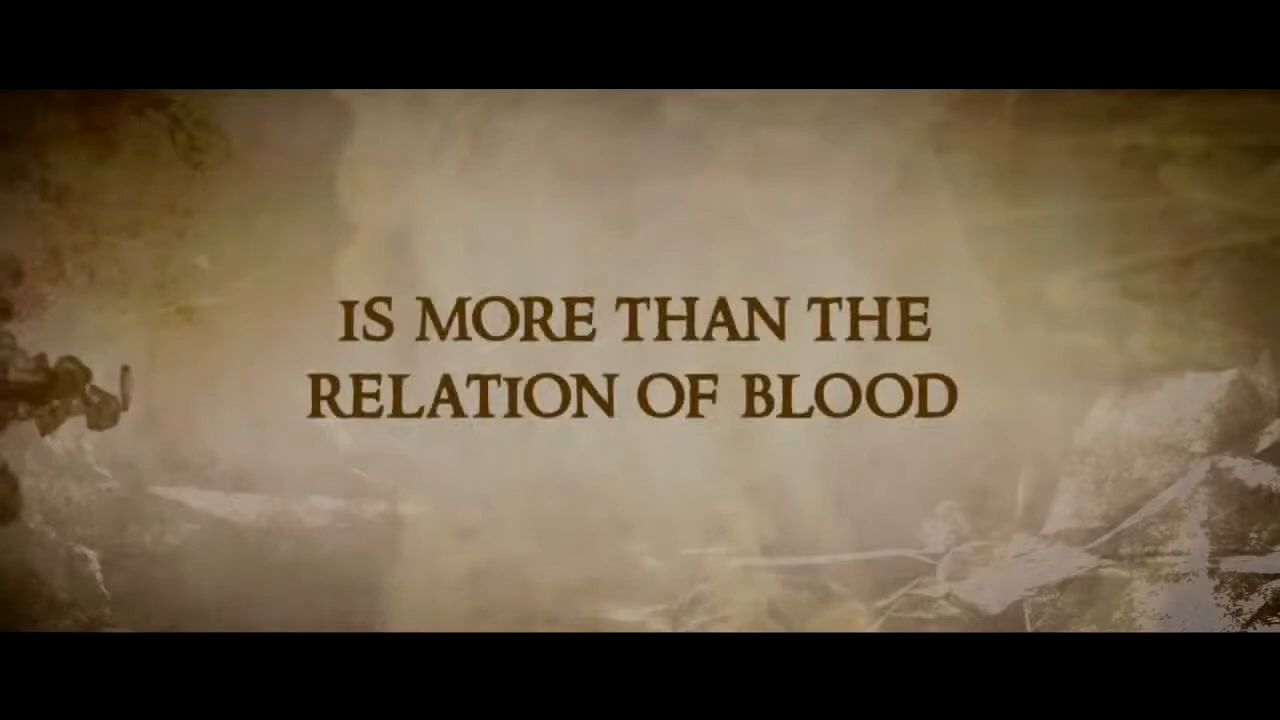 IS MORE THAN THE
RELATION OF BLOOD